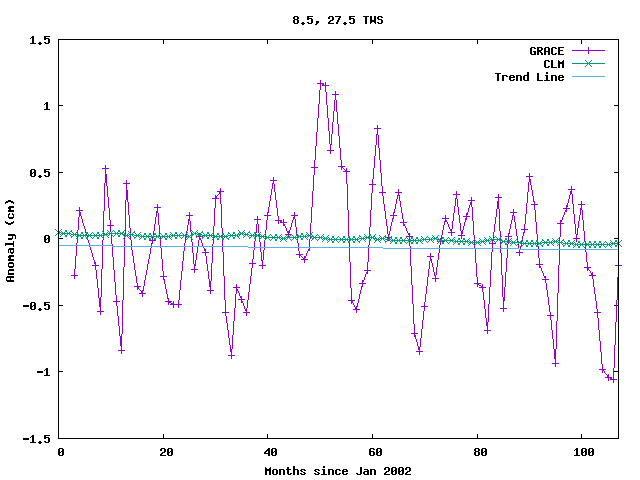 8.5, 27.5 TWS
GRACE
CLM
Trend Line
1.5
1
0.5
0
-0.5
-1
-1.5
Anomaly (cm)
0 20 40 60 80 100
Months since Jan 2002